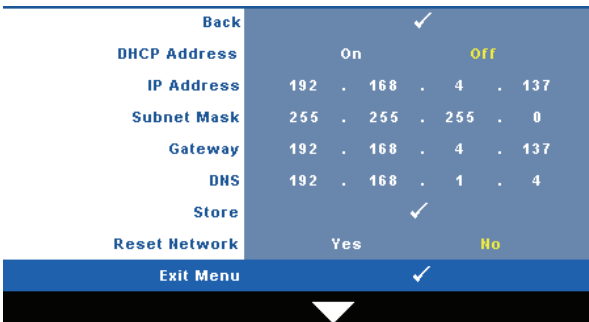 Back ✓
DHCP Address On Off
IP Address 192 . 168 . 4 . 137
Subnet Mask 255 . 255 . 255 . 0
Gateway 192 . 168 . 4 . 137
DNS 192 . 168 . 1 . 4
Store ✓
Reset Network Yes No
Exit Menu ✓